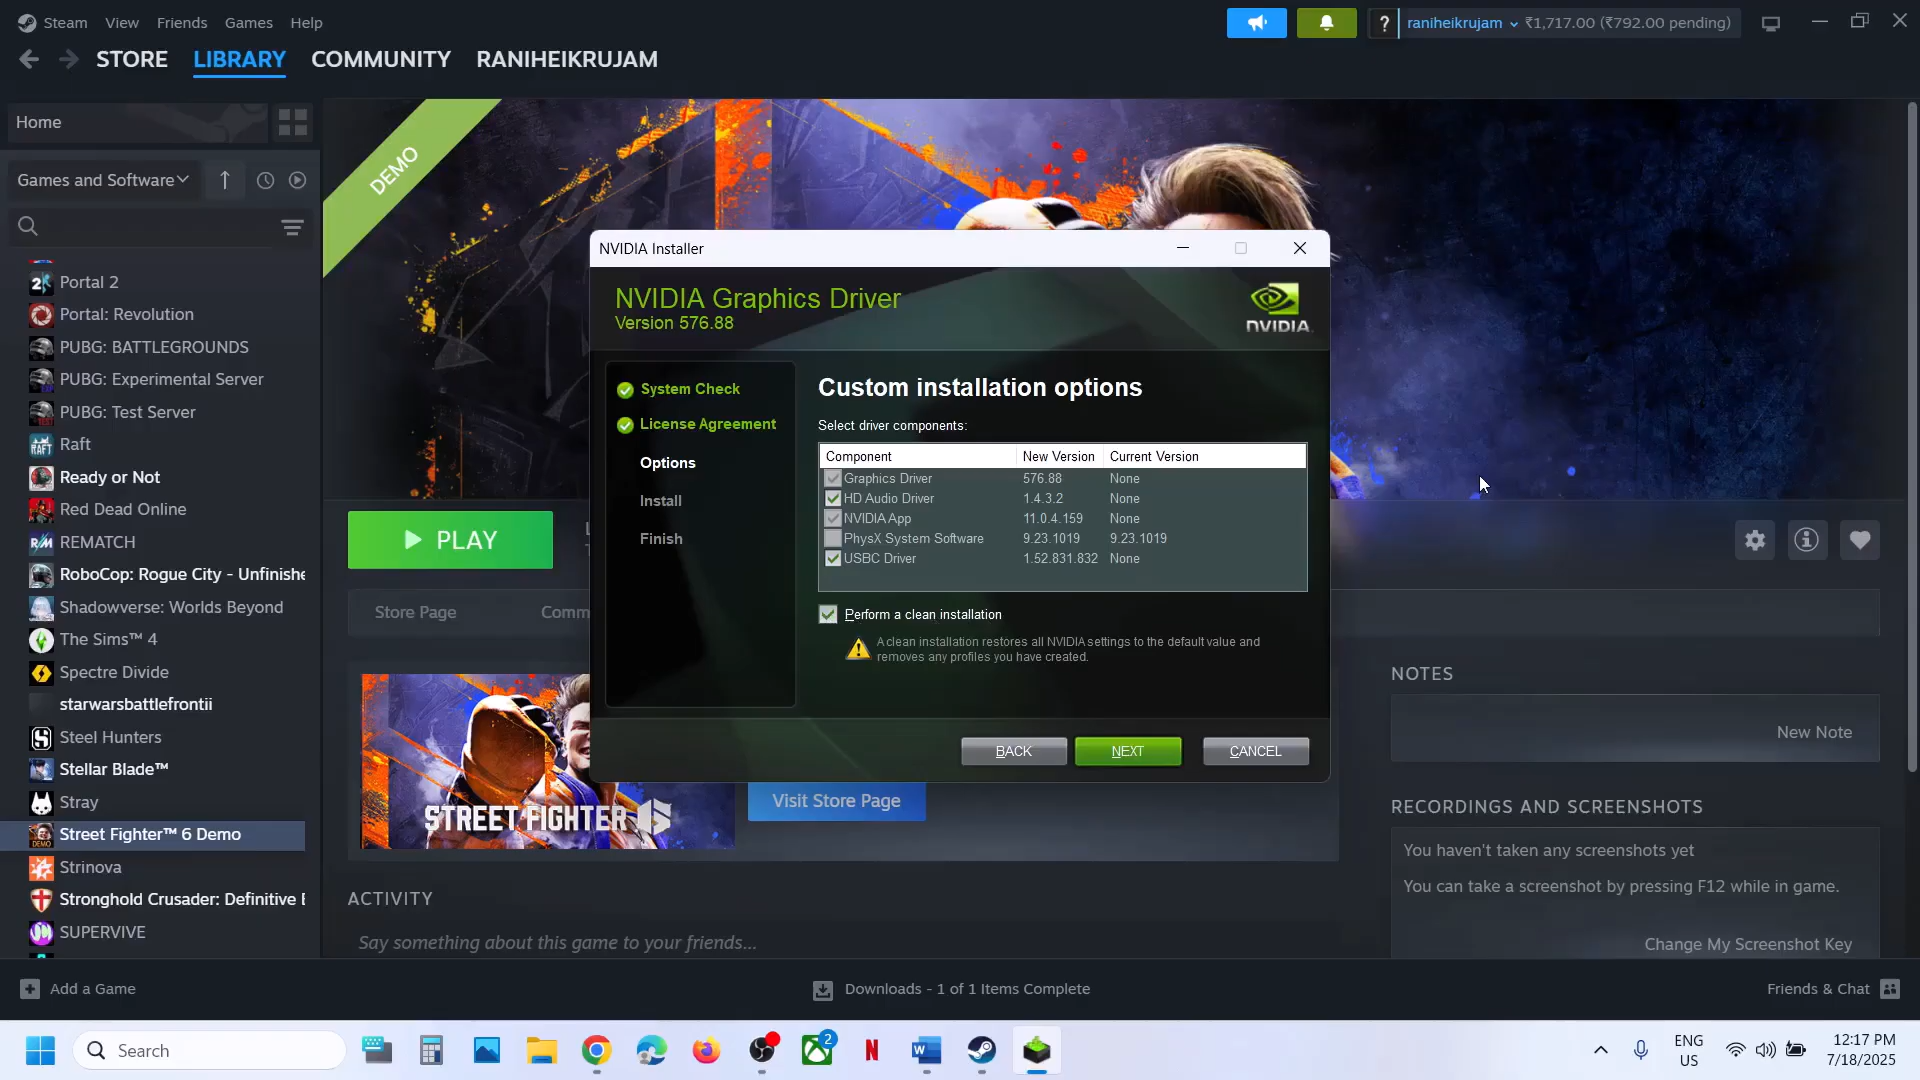 Steam View Friends Games Help
raniheikrujam ₹1,717.00 (₹792.00 pending)
STORE LIBRARY COMMUNITY RANIHEIKRUJAM
Home
Games and Software
Portal 2
Portal: Revolution
PUBG: BATTLEGROUNDS
PUBG: Experimental Server
PUBG: Test Server
Raft
Ready or Not
Red Dead Online
REMATCH
RoboCop: Rogue City - Unfinishe
Shadowverse: Worlds Beyond
The Sims™ 4
Spectre Divide
starwarsbattlefrontii
Steel Hunters
Stellar Blade™
Stray
Street Fighter™ 6 Demo
Strinova
Stronghold Crusader: Definitive E
SUPERVIVE
DEMO
PLAY
Store Page Comm
STREET FIGHTER 6
Visit Store Page
ACTIVITY
Say something about this game to your friends...
NVIDIA Installer
NVIDIA Graphics Driver
Version 576.88
NVIDIA
System Check
License Agreement
Options
Install
Finish
Custom installation options
Select driver components:
Component New Version Current Version
Graphics Driver 576.88 None
HD Audio Driver 1.4.3.2 None
NVIDIA App 11.0.4.159 None
PhysX System Software 9.23.1019 9.23.1019
USBC Driver 1.52.831.832 None
Perform a clean installation
A clean installation restores all NVIDIA settings to the default value and
removes any profiles you have created.
BACK NEXT CANCEL
NOTES
New Note
RECORDINGS AND SCREENSHOTS
You haven't taken any screenshots yet
You can take a screenshot by pressing F12 while in game.
Change My Screenshot Key
Add a Game
Downloads - 1 of 1 Items Complete
Friends & Chat
Search
2
ENG
US
12:17 PM
7/18/2025